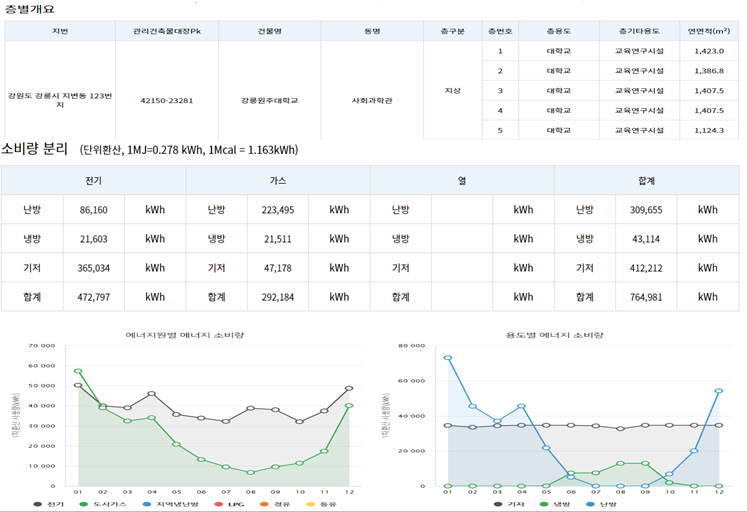 층별개요
지번 관리건축물대장Pk 건물명 동명 층구분 층번호 층용도 층기타용도 연면적(m²)
강원도 강릉시 지변동 123번지 42150-23281 강릉원주대학교 사회과학관 지상
1 대학교 교육연구시설 1,423.0
2 대학교 교육연구시설 1,386.8
3 대학교 교육연구시설 1,407.5
4 대학교 교육연구시설 1,407.5
5 대학교 교육연구시설 1,124.3
소비량 분리 (단위환산, 1MJ=0.278 kWh, 1Mcal = 1.163kWh)
전기 가스 열 합계
난방 86,160 kWh 난방 223,495 kWh 난방 kWh 난방 309,655 kWh
냉방 21,603 kWh 냉방 21,511 kWh 냉방 kWh 냉방 43,114 kWh
기저 365,034 kWh 기저 47,178 kWh 기저 kWh 기저 412,212 kWh
합계 472,797 kWh 합계 292,184 kWh 합계 kWh 합계 764,981 kWh
에너지원별 에너지 소비량
70 000
60 000
50 000
40 000
30 000
20 000
10 000
0
1차환산 사용량(kWh)
01 02 03 04 05 06 07 08 09 10 11 12
전기 도시가스 지역냉난방 LPG 경유 등유
용도별 에너지 소비량
80 000
60 000
40 000
20 000
0
1차환산 사용량(kWh)
01 02 03 04 05 06 07 08 09 10 11 12
기저 냉방 난방